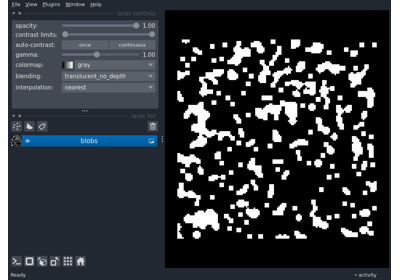 File View Plugins Window Help
layer controls
opacity: 1.00
contrast limits:
auto-contrast: once continuous
gamma: 1.00
colormap: gray
blending: translucent_no_depth
interpolation: nearest
layer list
blobs
Ready activity